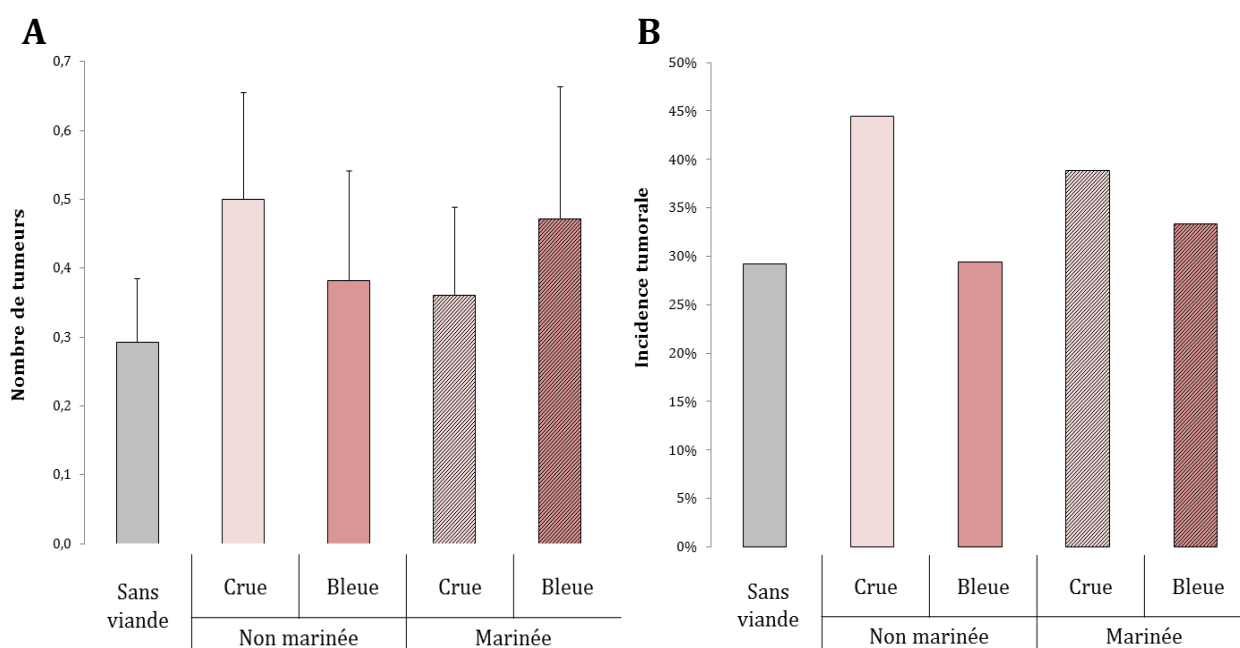 A
Nombre de tumeurs
0,7
0,6
0,5
0,4
0,3
0,2
0,1
0,0
Sans viande
Crue
Bleue
Crue
Bleue
Non marinée
Marinée
B
Incidence tumorale
50%
45%
40%
35%
30%
25%
20%
15%
10%
5%
0%
Sans
viande
Crue
Bleue
Crue
Bleue
Non marinée
Marinée